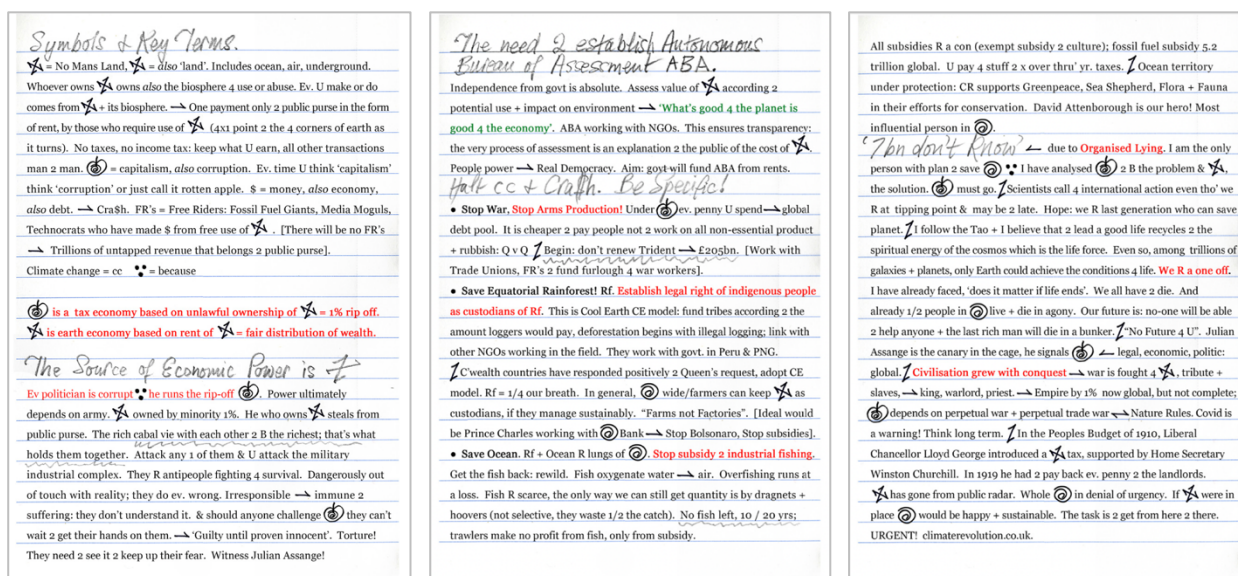 Symbols & Key Terms.
= No Mans Land, = also 'land'. Includes ocean, air, underground.
Whoever owns owns also the biosphere 4 use or abuse. Ev. U make or do
comes from + its biosphere. → One payment only 2 public purse in the form
of rent, by those who require use of (4x1 point 2 the 4 corners of earth as
it turns). No taxes, no income tax: keep what U earn, all other transactions
man 2 man. = capitalism, also corruption. Ev. time U think 'capitalism'
think 'corruption' or just call it rotten apple. $ = money, also economy,
also debt. → Cra$h. FR's = Free Riders: Fossil Fuel Giants, Media Moguls,
Technocrats who have made $ from free use of . [There will be no FR's
→ Trillions of untapped revenue that belongs 2 public purse].
Climate change = cc = because
is a tax economy based on unlawful ownership of = 1% rip off.
is earth economy based on rent of = fair distribution of wealth.
The Source of Economic Power is
Ev politician is corrupt he runs the rip-off . Power ultimately
depends on army. owned by minority 1%. He who owns steals from
public purse. The rich cabal vie with each other 2 B the richest; that's what
holds them together. Attack any 1 of them & U attack the military
industrial complex. They R antipeople fighting 4 survival. Dangerously out
of touch with reality; they do ev. wrong. Irresponsible → immune 2
suffering: they don't understand it. & should anyone challenge they can't
wait 2 get their hands on them. → 'Guilty until proven innocent'. Torture!
They need 2 see it 2 keep up their fear. Witness Julian Assange!
The need 2 establish Autonomous
Bureau of Assessment ABA.
Independence from govt is absolute. Assess value of according 2
potential use + impact on environment → 'What's good 4 the planet is
good 4 the economy'. ABA working with NGOs. This ensures transparency:
the very process of assessment is an explanation 2 the public of the cost of .
People power → Real Democracy. Aim: govt will fund ABA from rents.
Halt cc + Cra$h. Be Specific!
• Stop War, Stop Arms Production! Under ev. penny U spend → global
debt pool. It is cheaper 2 pay people not 2 work on all non-essential product
+ rubbish: Q v Q Begin: don't renew Trident → £205bn. [Work with
Trade Unions, FR's 2 fund furlough 4 war workers].
• Save Equatorial Rainforest! Rf. Establish legal right of indigenous people
as custodians of Rf. This is Cool Earth CE model: fund tribes according 2 the
amount loggers would pay, deforestation begins with illegal logging; link with
other NGOs working in the field. They work with govt. in Peru & PNG.
C'wealth countries have responded positively 2 Queen's request, adopt CE
model. Rf = 1/4 our breath. In general, wide/farmers can keep as
custodians, if they manage sustainably. "Farms not Factories". [Ideal would
be Prince Charles working with Bank → Stop Bolsonaro, Stop subsidies].
• Save Ocean. Rf + Ocean R lungs of . Stop subsidy 2 industrial fishing.
Get the fish back: rewild. Fish oxygenate water → air. Overfishing runs at
a loss. Fish R scarce, the only way we can still get quantity is by dragnets +
hoovers (not selective, they waste 1/2 the catch). No fish left, 10 / 20 yrs;
trawlers make no profit from fish, only from subsidy.
All subsidies R a con (exempt subsidy 2 culture); fossil fuel subsidy 5.2
trillion global. U pay 4 stuff 2 x over thru' yr. taxes. Ocean territory
under protection: CR supports Greenpeace, Sea Shepherd, Flora + Fauna
in their efforts for conservation. David Attenborough is our hero! Most
influential person in .
don't Know' ← due to Organised Lying. I am the only
person with plan 2 save I have analysed 2 B the problem & ,
the solution. must go. Scientists call 4 international action even tho' we
R at tipping point & may be 2 late. Hope: we R last generation who can save
planet. I follow the Tao + I believe that 2 lead a good life recycles 2 the
spiritual energy of the cosmos which is the life force. Even so, among trillions of
galaxies + planets, only Earth could achieve the conditions 4 life. We R a one off.
I have already faced, 'does it matter if life ends'. We all have 2 die. And
already 1/2 people in live + die in agony. Our future is: no-one will be able
2 help anyone + the last rich man will die in a bunker. "No Future 4 U". Julian
Assange is the canary in the cage, he signals ← legal, economic, politic:
global. Civilisation grew with conquest → war is fought 4 , tribute +
slaves, → king, warlord, priest. → Empire by 1% now global, but not complete;
depends on perpetual war + perpetual trade war Nature Rules. Covid is
a warning! Think long term. In the Peoples Budget of 1910, Liberal
Chancellor Lloyd George introduced a tax, supported by Home Secretary
Winston Churchill. In 1919 he had 2 pay back ev. penny 2 the landlords.
has gone from public radar. Whole in denial of urgency. If were in
place would be happy + sustainable. The task is 2 get from here 2 there.
URGENT! climaterevolution.co.uk.